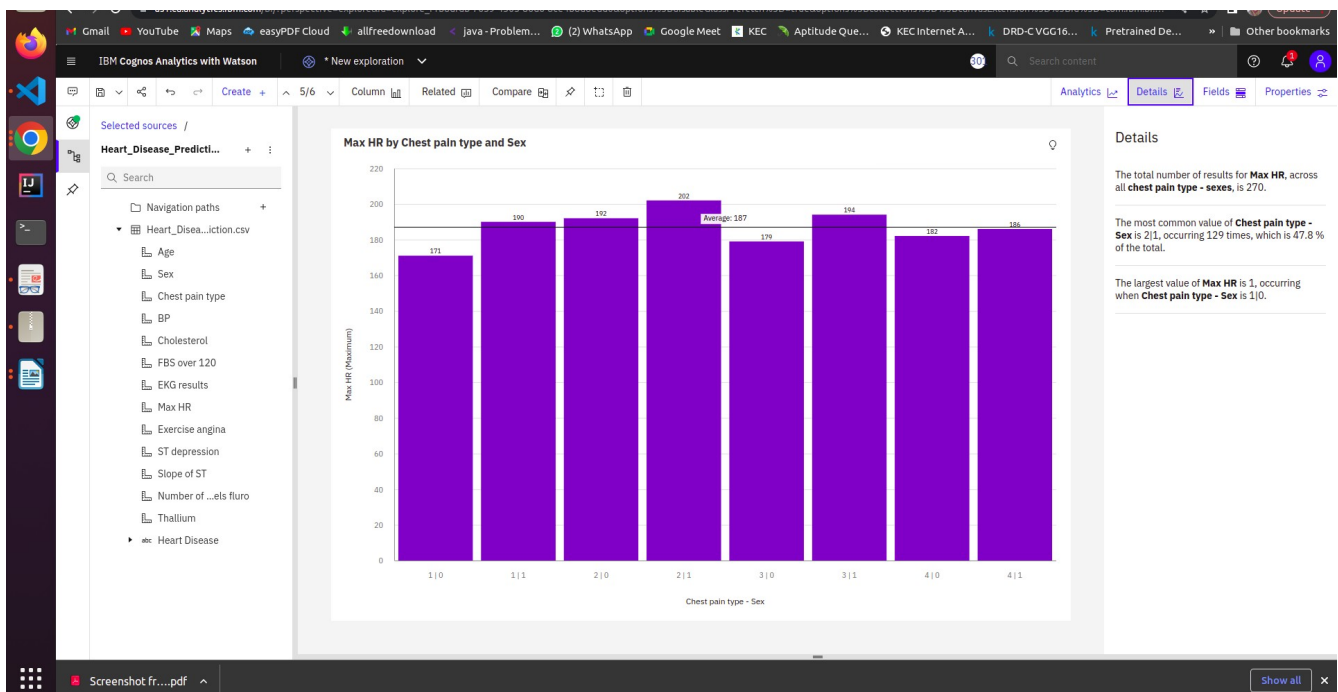 Update
Gmail YouTube Maps easyPDF Cloud allfreedownload java - Problem... (2) WhatsApp Google Meet KEC Aptitude Que... KEC Internet A... DRD-C VGG16... Pretrained De... » Other bookmarks
IBM Cognos Analytics with Watson * New exploration Search content 1
Create + 5/6 Column Related Compare Analytics Details Fields Properties
Selected sources /
Heart_Disease_Predicti... +
Search
Navigation paths +
Heart_Disea...iction.csv
Age
Sex
Chest pain type
BP
Cholesterol
FBS over 120
EKG results
Max HR
Exercise angina
ST depression
Slope of ST
Number of ...els fluro
Thallium
abc Heart Disease
Max HR by Chest pain type and Sex
Max HR (Maximum)
220
200
180
160
140
120
100
80
60
40
20
0
171
190
192
202
179
194
182
186
Average: 187
1|0 1|1 2|0 2|1 3|0 3|1 4|0 4|1
Chest pain type - Sex
Details
The total number of results for Max HR, across
all chest pain type - sexes, is 270.
The most common value of Chest pain type -
Sex is 2|1, occurring 129 times, which is 47.8 %
of the total.
The largest value of Max HR is 1, occurring
when Chest pain type - Sex is 1|0.
Screenshot fr....pdf
Show all